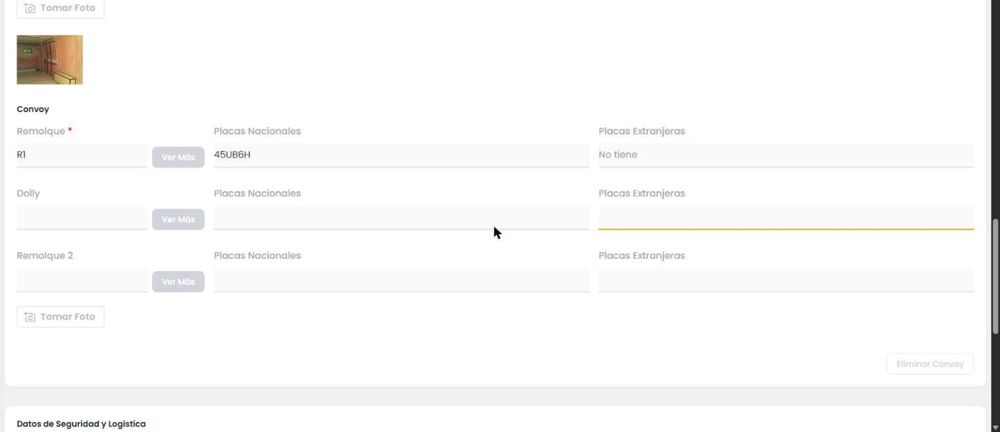 Tomar Foto
Convoy
Remolque * Placas Nacionales Placas Extranjeras
R1 Ver Más 45UB6H No tiene
Dolly Placas Nacionales Placas Extranjeras
Ver Más
Remolque 2 Placas Nacionales Placas Extranjeras
Ver Más
Tomar Foto
Eliminar Convoy
Datos de Seguridad y Logística